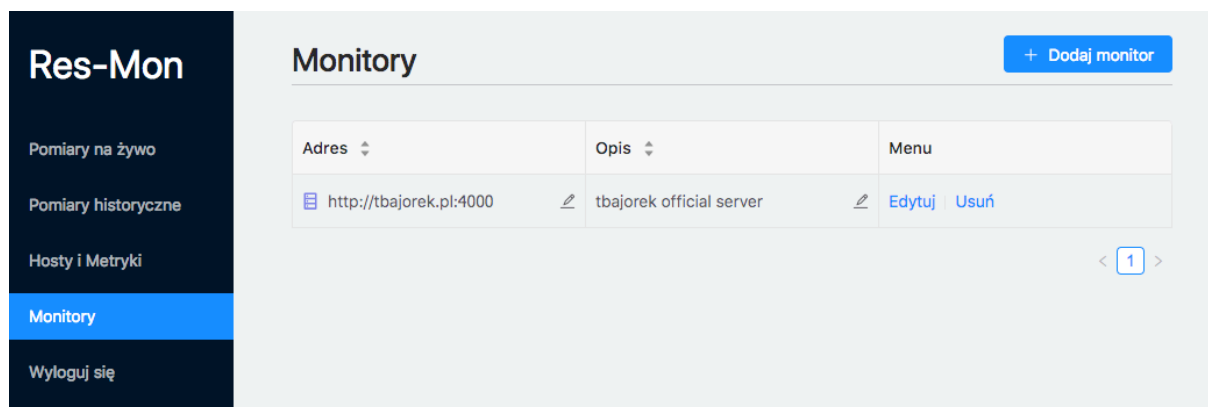 Res-Mon
Pomiary na żywo
Pomiary historyczne
Hosty i Metryki
Monitory
Wyloguj się
Monitory
+ Dodaj monitor
Adres Opis Menu
http://tbajorek.pl:4000 tbajorek official server Edytuj Usuń
< 1 >